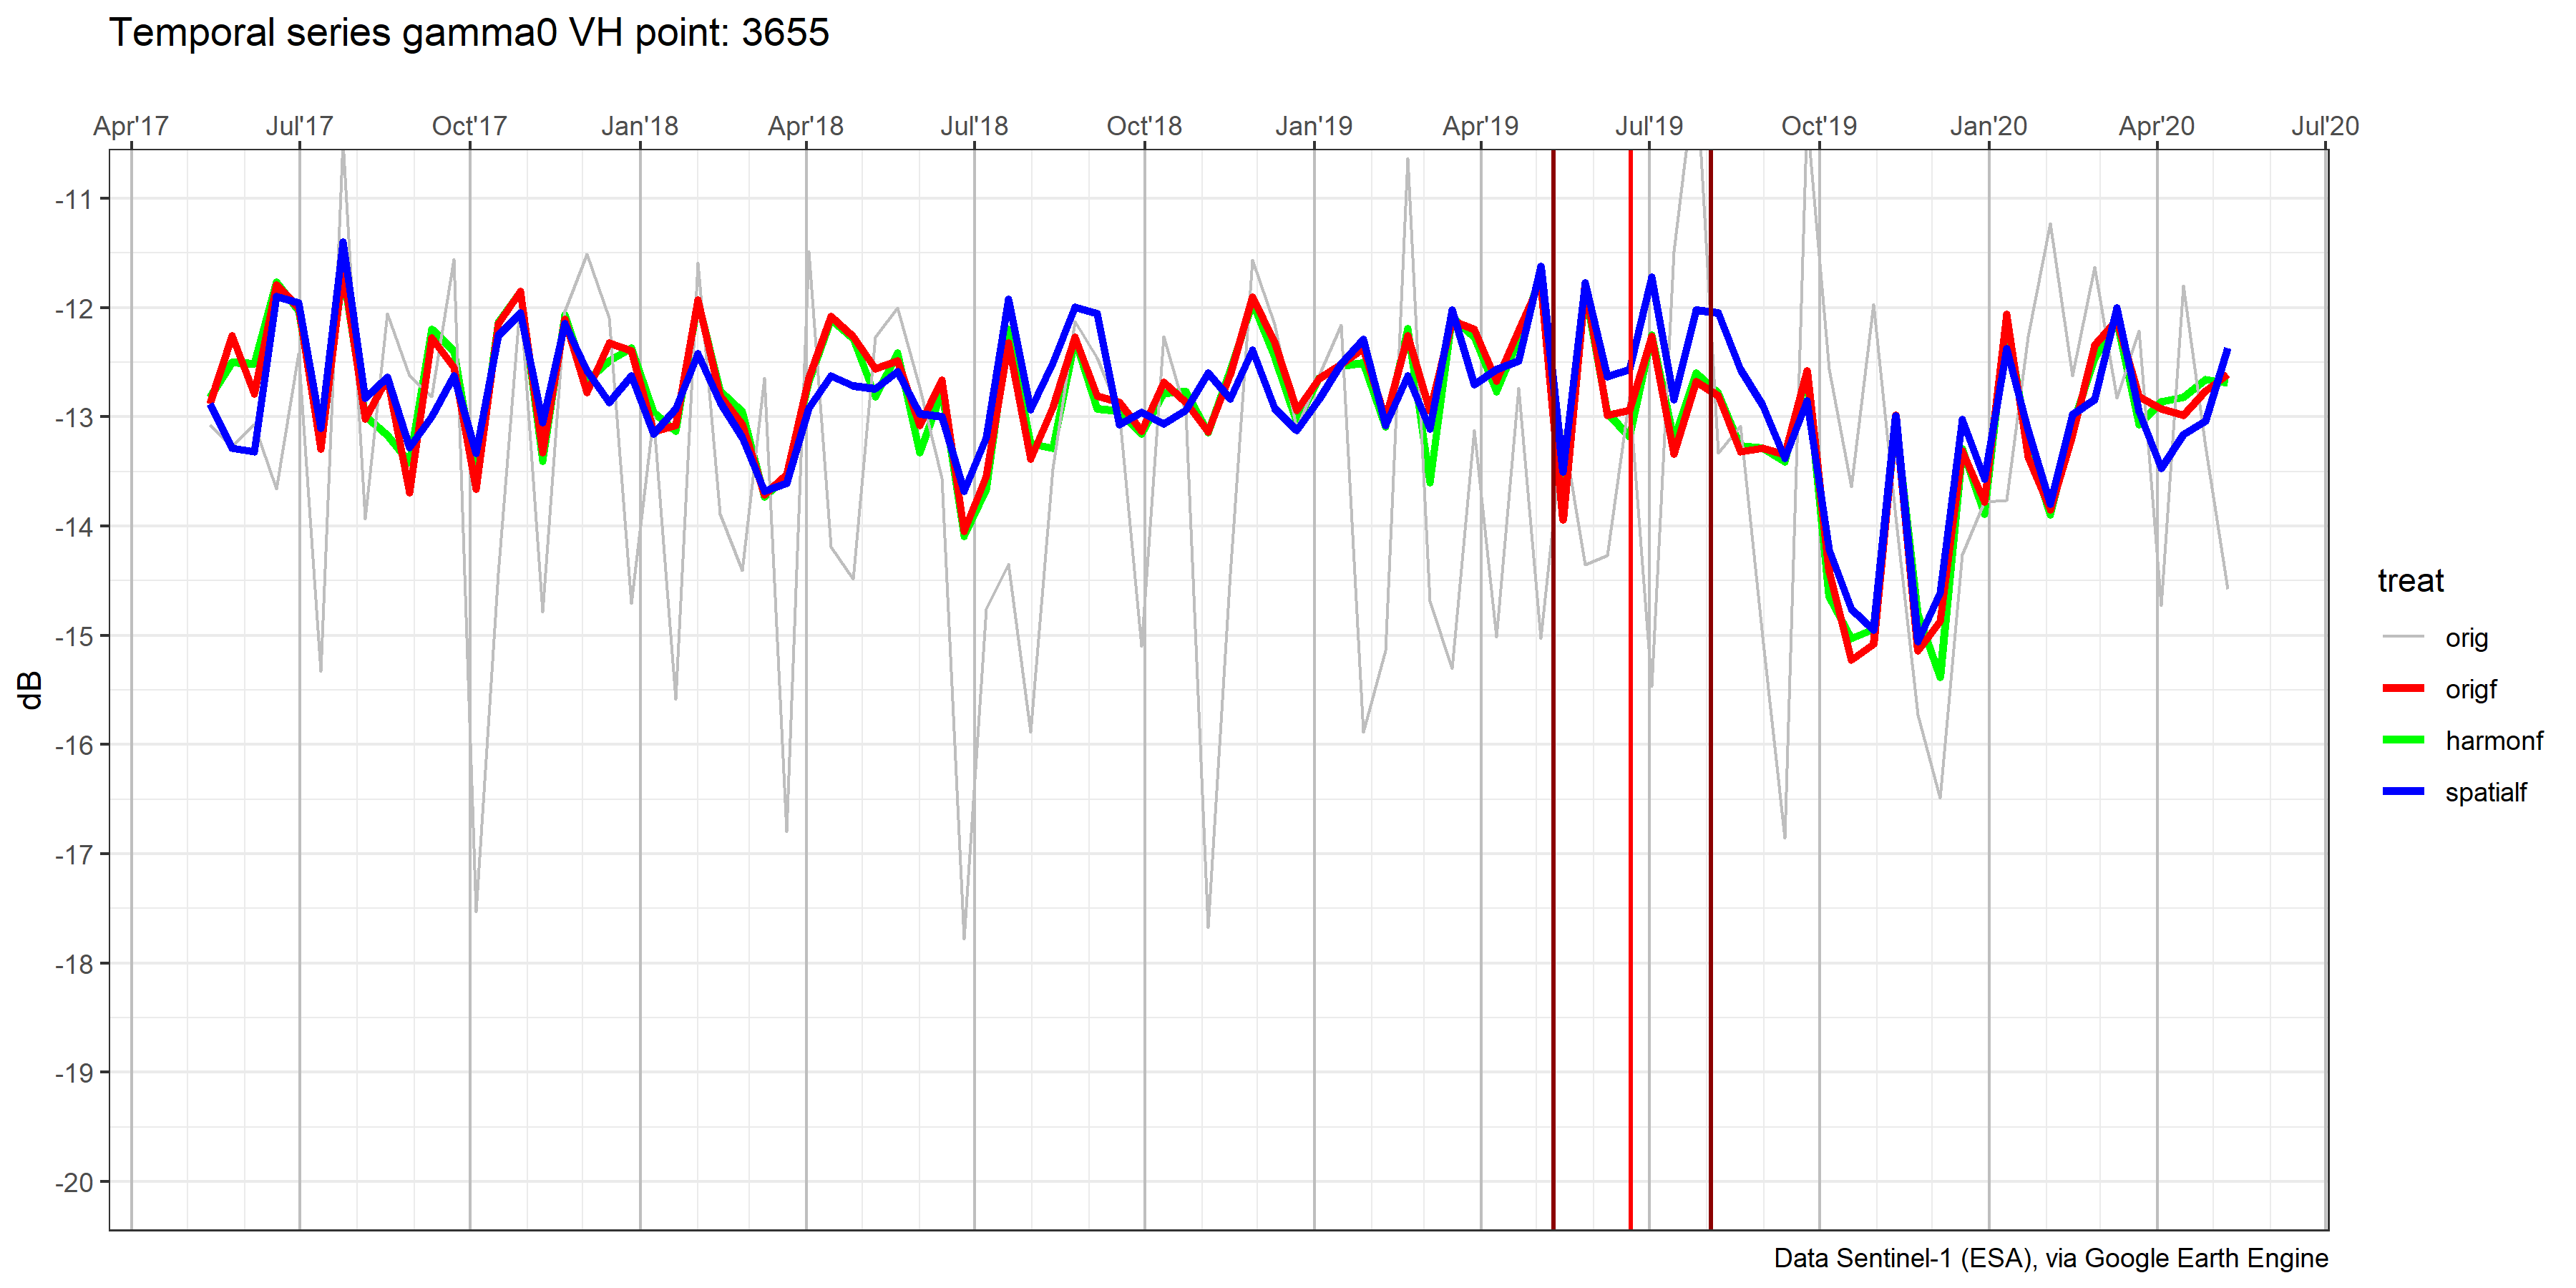 Temporal series gamma0 VH point: 3655
Apr'17 Jul'17 Oct'17 Jan'18 Apr'18 Jul'18 Oct'18 Jan'19 Apr'19 Jul'19 Oct'19 Jan'20 Apr'20 Jul'20
-11
-12
-13
-14
-15
-16
-17
-18
-19
-20
dB
treat
orig
origf
harmonf
spatialf
Data Sentinel-1 (ESA), via Google Earth Engine